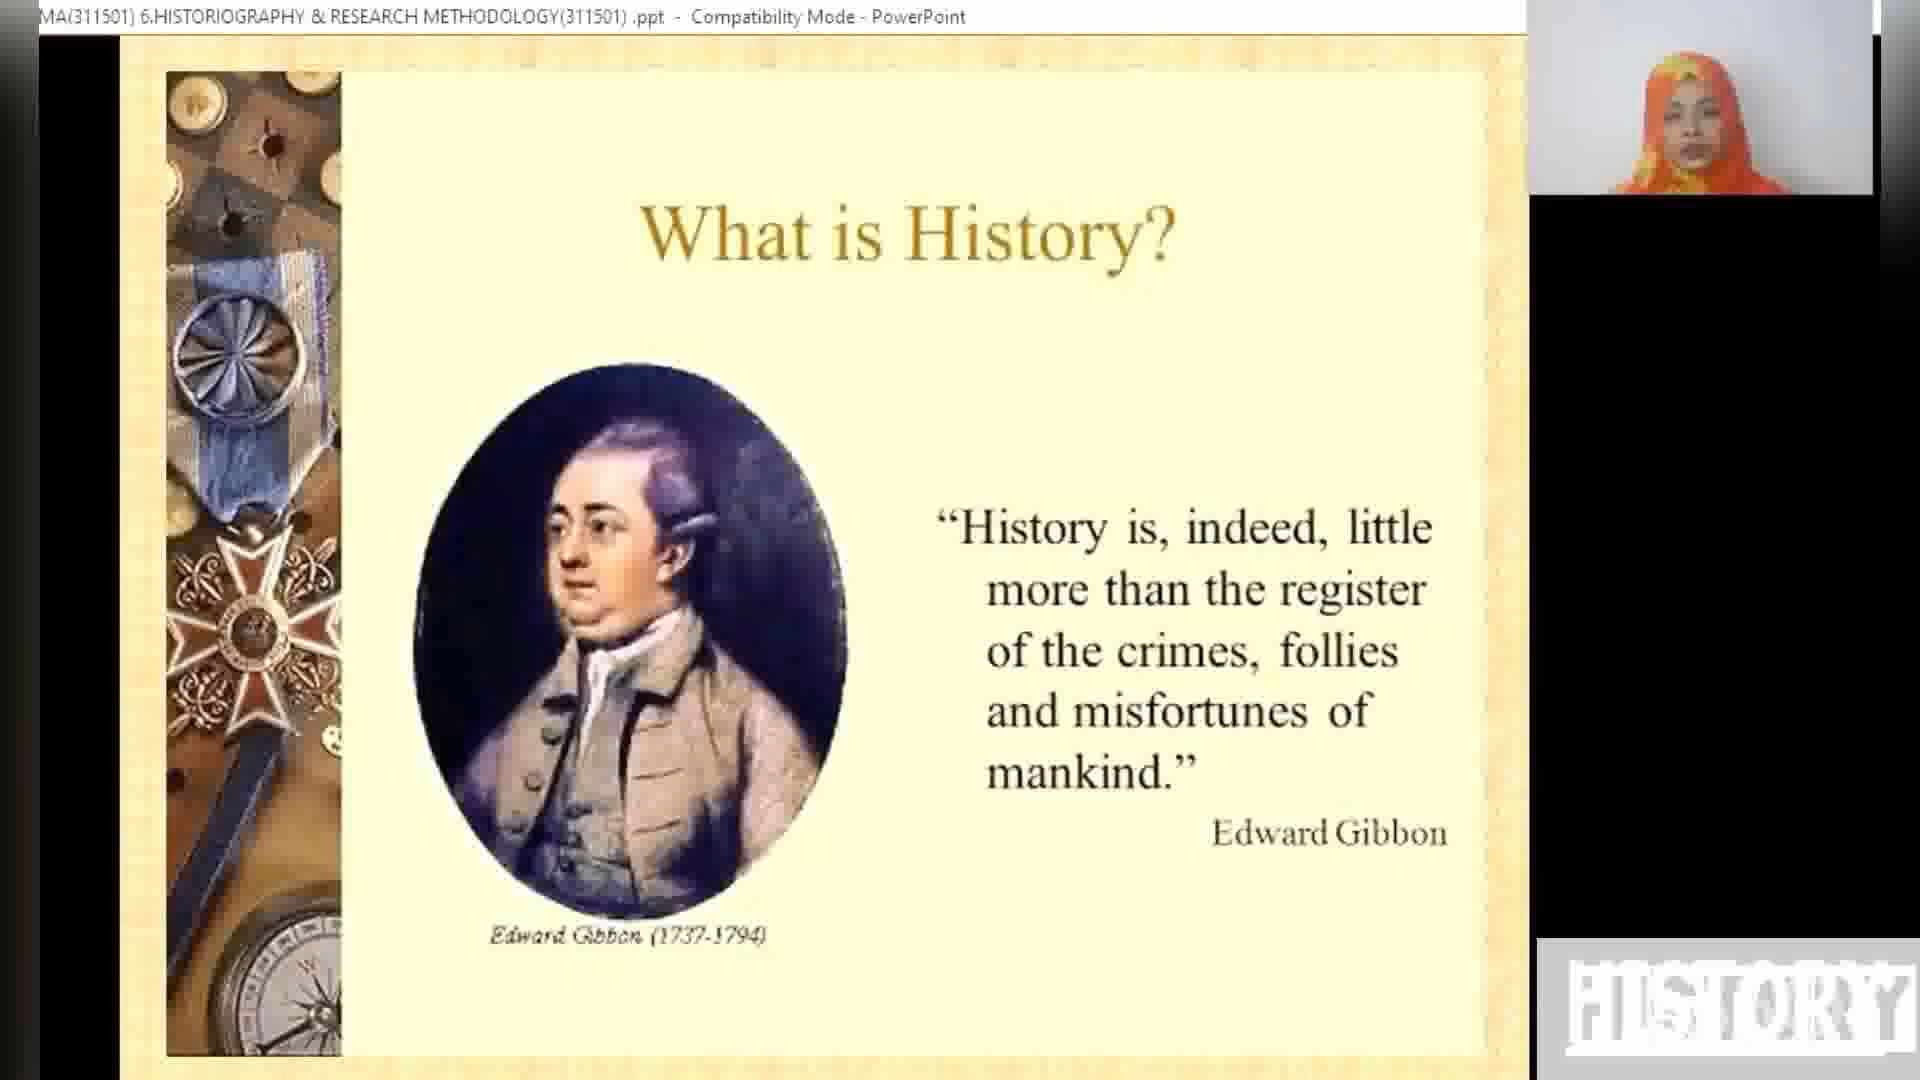 MA(311501) 6.HISTORIOGRAPHY & RESEARCH METHODOLOGY(311501) .ppt - Compatibility Mode - PowerPoint
What is History?
“History is, indeed, little
more than the register
of the crimes, follies
and misfortunes of
mankind.”
Edward Gibbon
Edward Gibbon (1737-1794)
W
HISTORY